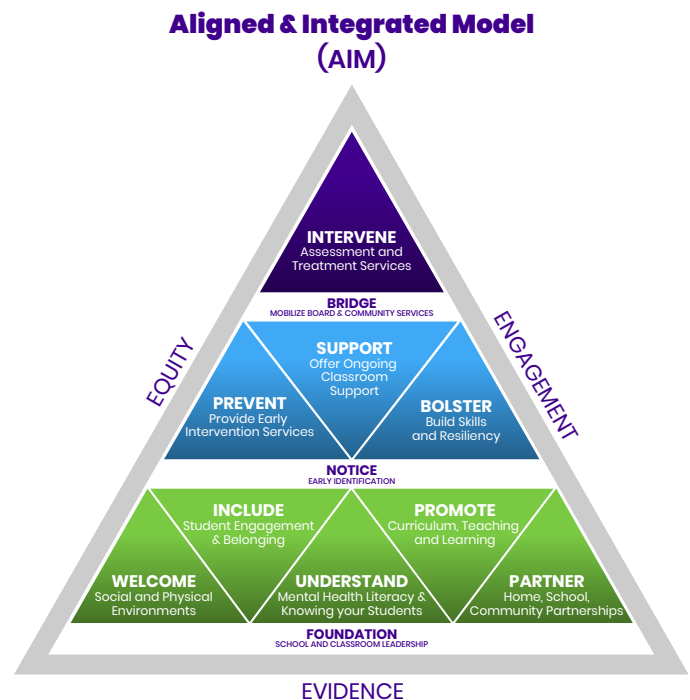 Aligned & Integrated Model
(AIM)
INTERVENE
Assessment and
Treatment Services
BRIDGE
MOBILIZE BOARD & COMMUNITY SERVICES
EQUITY
ENGAGEMENT
SUPPORT
Offer Ongoing
Classroom
Support
PREVENT
Provide Early
Intervention Services
BOLSTER
Build Skills
and Resiliency
NOTICE
EARLY IDENTIFICATION
INCLUDE
Student Engagement
& Belonging
PROMOTE
Curriculum, Teaching
and Learning
WELCOME
Social and Physical
Environments
UNDERSTAND
Mental Health Literacy &
Knowing your Students
PARTNER
Home, School,
Community Partnerships
FOUNDATION
SCHOOL AND CLASSROOM LEADERSHIP
EVIDENCE